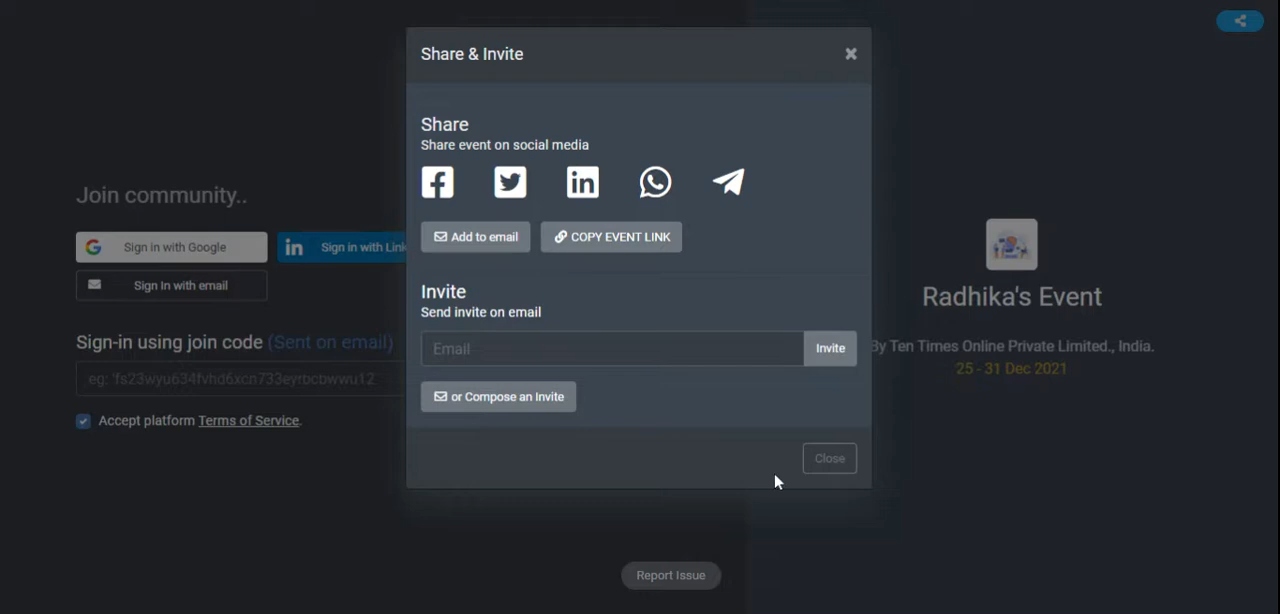 Share & Invite
Share
Share event on social media
Add to email
COPY EVENT LINK
Invite
Send invite on email
Email
Invite
or Compose an Invite
Close
Join community..
Sign in with Google
Sign in with Link
Sign In with email
Sign-in using join code (Sent on email)
eg: 'fs23wyu634fvhd6xcn733eyrbcbwwu12'
Accept platform Terms of Service.
Radhika's Event
By Ten Times Online Private Limited., India.
25 - 31 Dec 2021
Report Issue